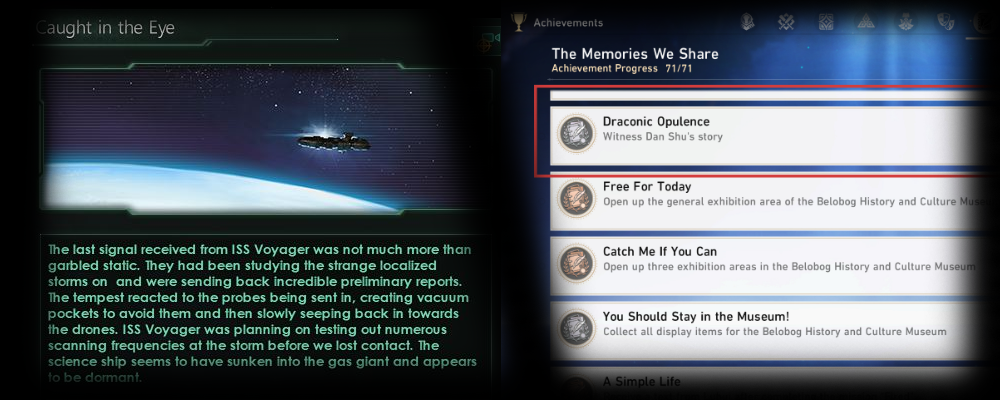 Caught in the Eye
The last signal received from ISS Voyager was not much more than
garbled static. They had been studying the strange localized
storms on  and were sending back incredible preliminary reports.
The tempest reacted to the probes being sent in, creating vacuum
pockets to avoid them and then slowly seeping back in towards
the drones. ISS Voyager was planning on testing out numerous
scanning frequencies at the storm before we lost contact. The
science ship seems to have sunken into the gas giant and appears
to be dormant.
Achievements
The Memories We Share
Achievement Progress 71/71
Draconic Opulence
Witness Dan Shu's story
Free For Today
Open up the general exhibition area of the Belobog History and Culture Muse
Catch Me If You Can
Open up three exhibition areas in the Belobog History and Culture Museum
You Should Stay in the Museum!
Collect all display items for the Belobog History and Culture Museum
A Simple Life